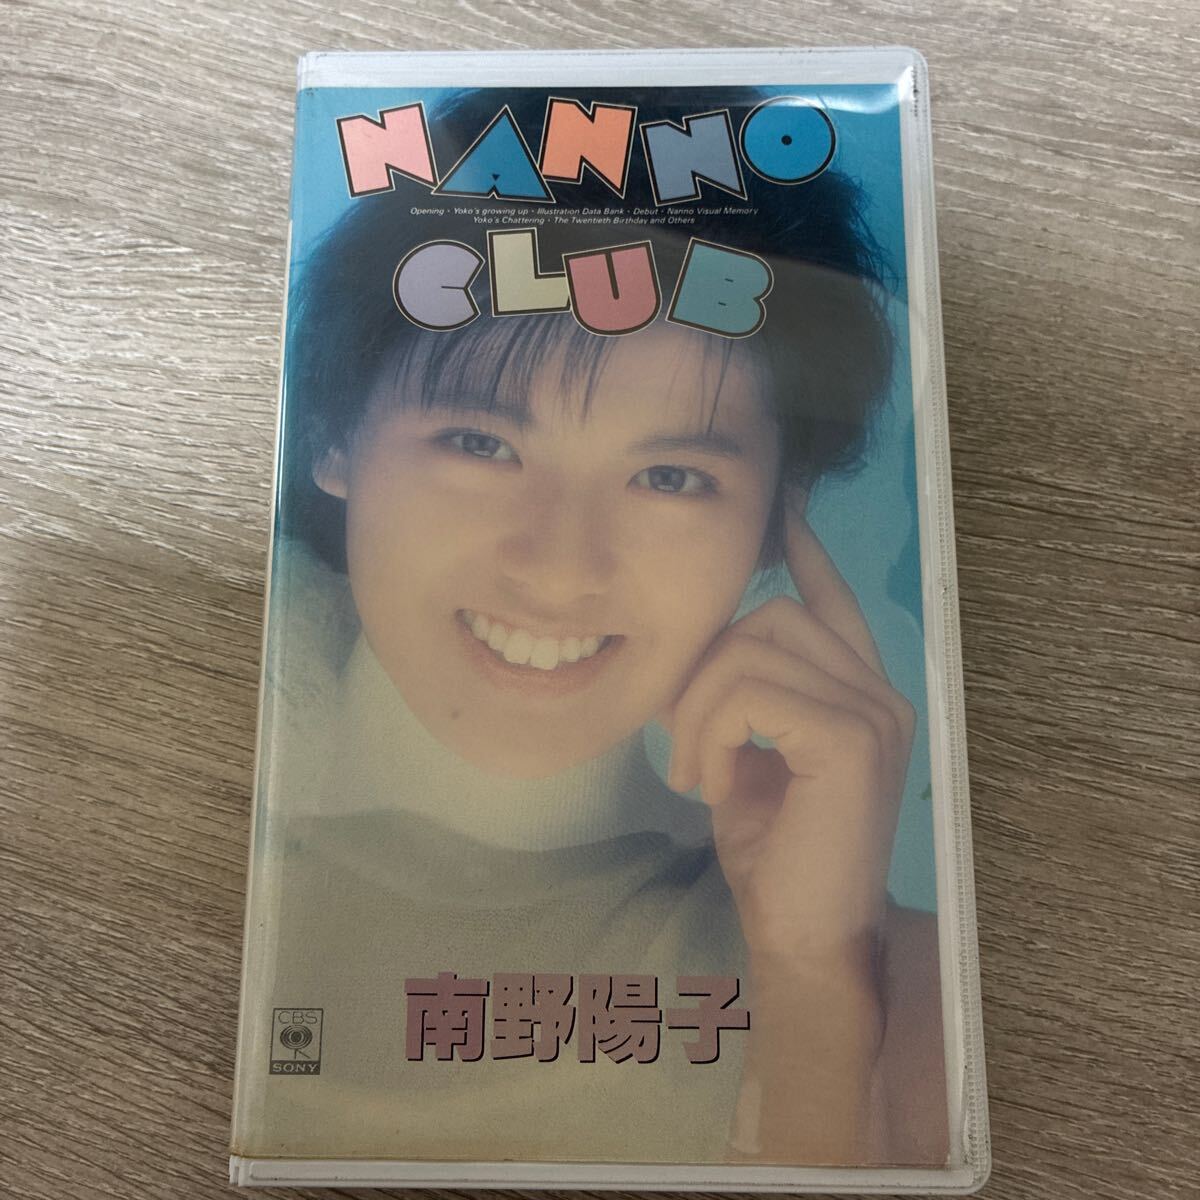 NANNO
Opening・Yoko's growing up・Illustration Data Bank・Debut・Nanno Visual Memory
Yoko's Chattering・The Twentieth Birthday and Others
CLUB
南野陽子
CBS
SONY